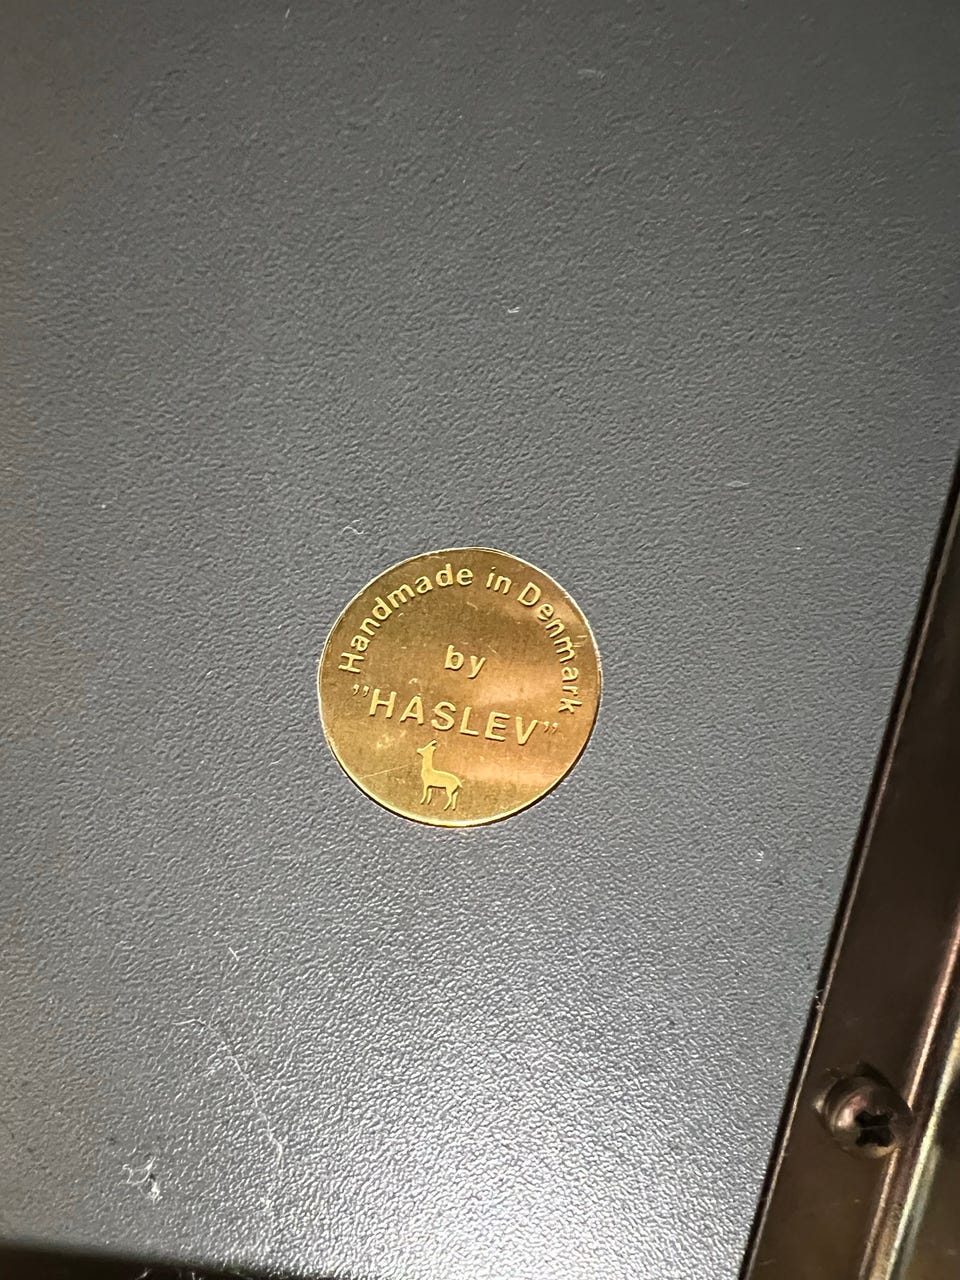 Handmade in Denmark
by
”HASLEV”